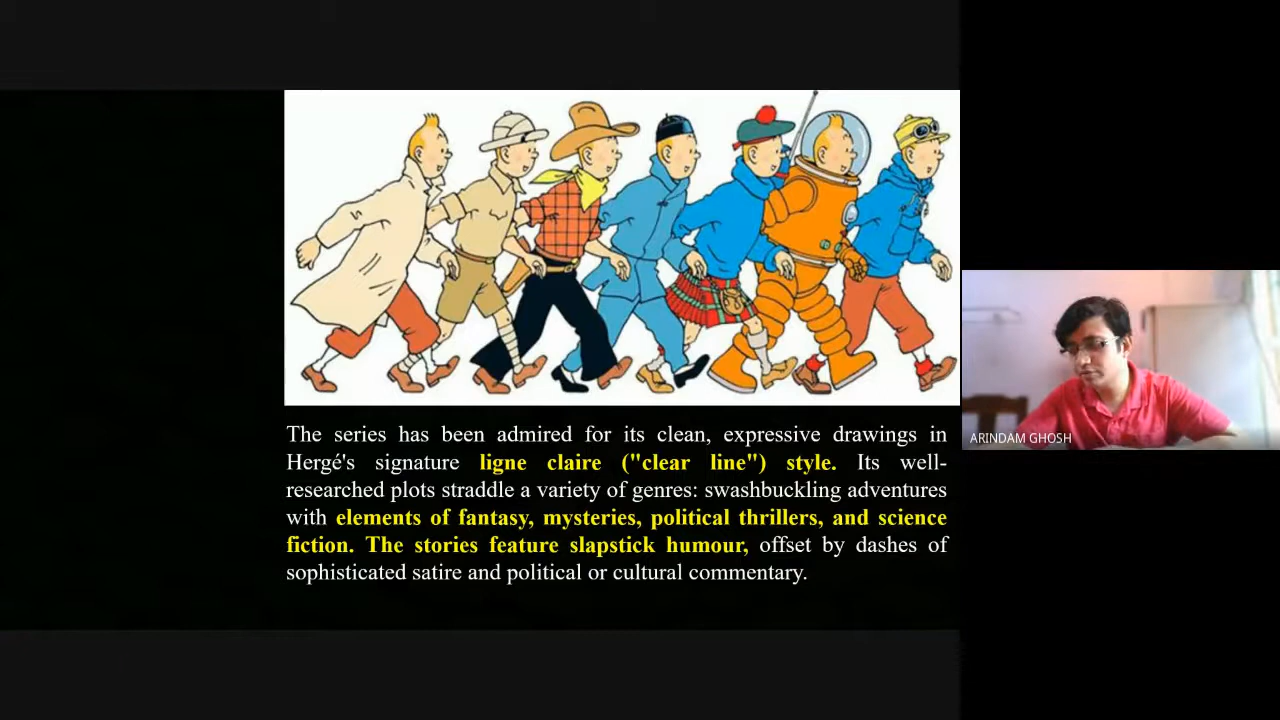 The series has been admired for its clean, expressive drawings in
Hergé's signature ligne claire ("clear line") style. Its well-
researched plots straddle a variety of genres: swashbuckling adventures
with elements of fantasy, mysteries, political thrillers, and science
fiction. The stories feature slapstick humour, offset by dashes of
sophisticated satire and political or cultural commentary.
ARINDAM GHOSH